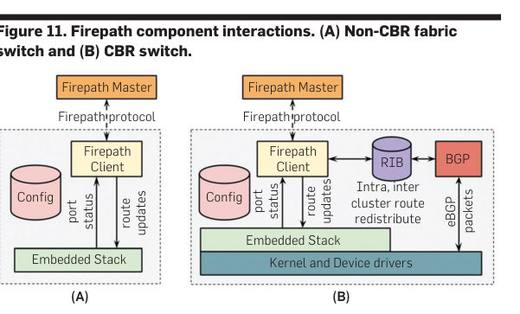 Figure 11. Firepath component interactions. (A) Non-CBR fabric
switch and (B) CBR switch.
Firepath Master
Firepath protocol
Firepath
Client
Config
port
status
route
updates
Embedded Stack
(A)
Firepath Master
Firepath protocol
Firepath
Client
RIB
BGP
Config
port
status
route
updates
Intra, inter
cluster route
redistribute
eBGP
packets
Embedded Stack
Kernel and Device drivers
(B)